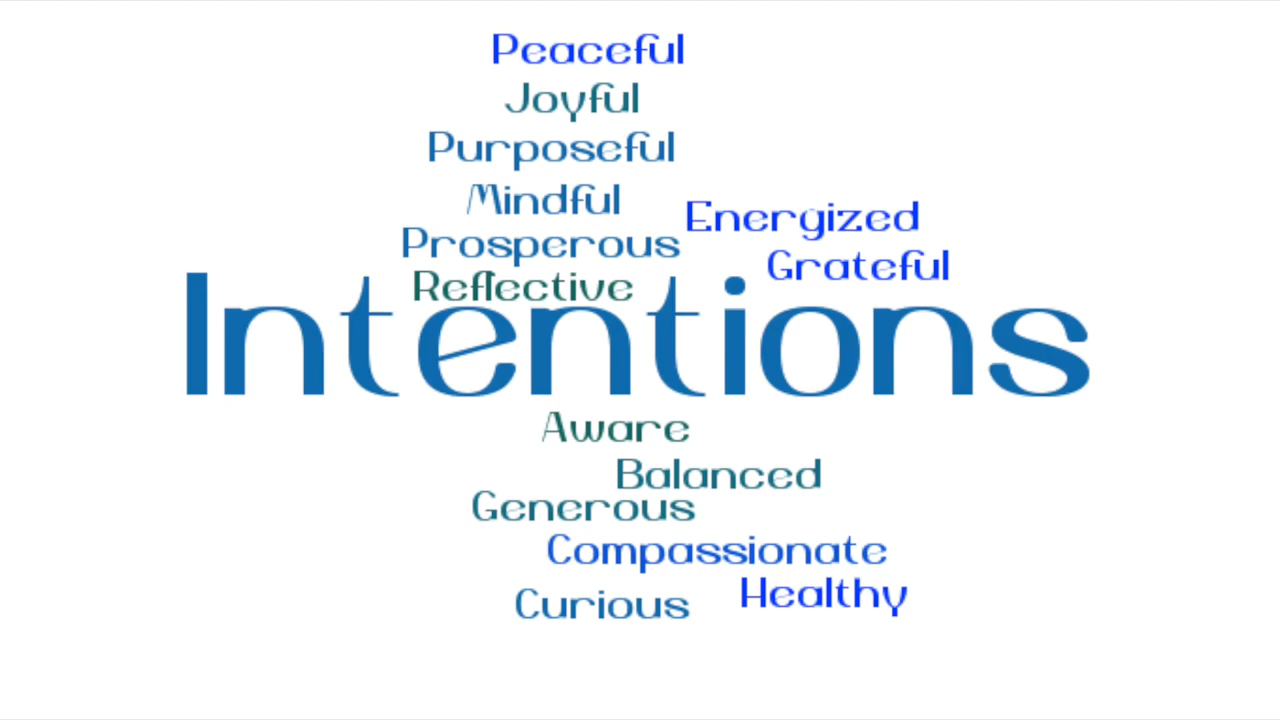 Peaceful
Joyful
Purposeful
Mindful
Energized
Prosperous
Grateful
Reflective
Intentions
Aware
Balanced
Generous
Compassionate
Healthy
Curious